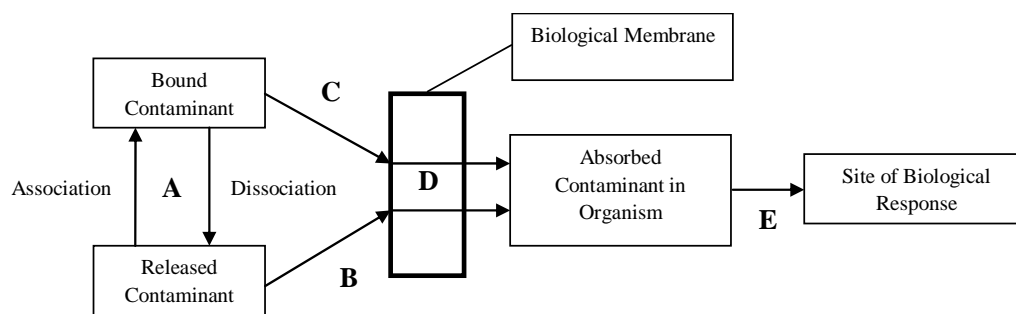 Biological Membrane
Bound
Contaminant
C
Association
A
Dissociation
D
Absorbed
Contaminant in
Organism
Site of Biological
Response
E
Released
Contaminant
B